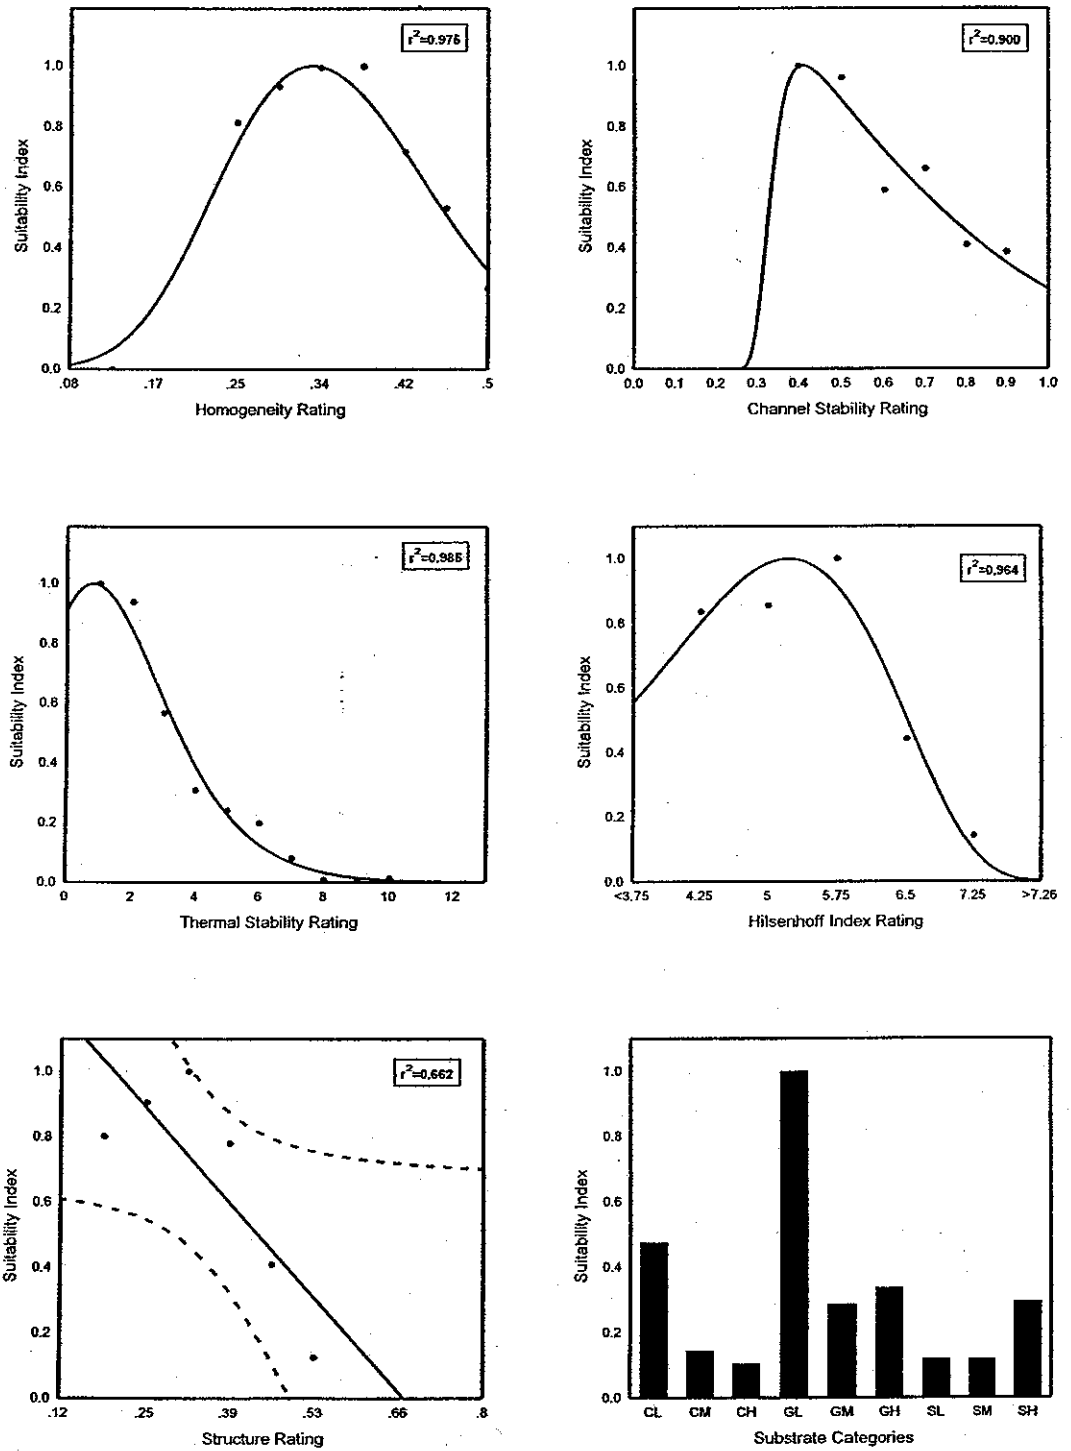 r²=0.975
1.0
0.8
0.6
0.4
0.2
0.0
Suitability Index
.08 .17 .25 .34 .42 .5
Homogeneity Rating
r²=0.900
1.0
0.8
0.6
0.4
0.2
0.0
Suitability Index
0.0 0.1 0.2 0.3 0.4 0.5 0.6 0.7 0.8 0.9 1.0
Channel Stability Rating
r²=0.985
1.0
0.8
0.6
0.4
0.2
0.0
Suitability Index
0 2 4 6 8 10 12
Thermal Stability Rating
r²=0.964
1.0
0.8
0.6
0.4
0.2
0.0
Suitability Index
<3.75 4.25 5 5.75 6.5 7.25 >7.25
Hilsenhoff Index Rating
r²=0.662
1.0
0.8
0.6
0.4
0.2
0.0
Suitability Index
.12 .25 .39 .53 .66 .8
Structure Rating
1.0
0.8
0.6
0.4
0.2
0.0
Suitability Index
CL CM CH GL GM GH SL SM SH
Substrate Categories